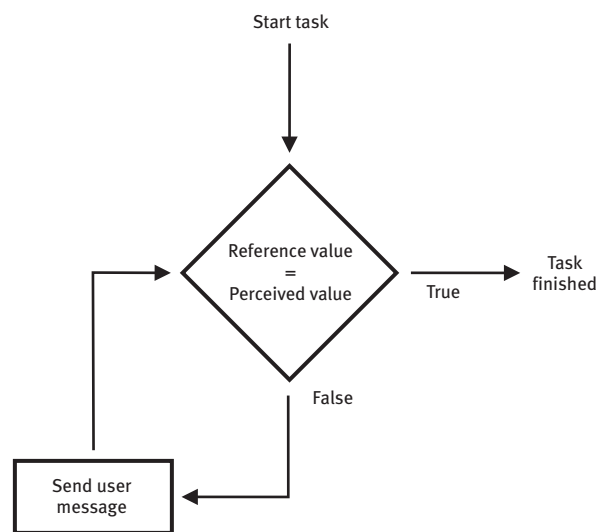 Start task
Reference value
=
Perceived value
True
Task
finished
False
Send user
message